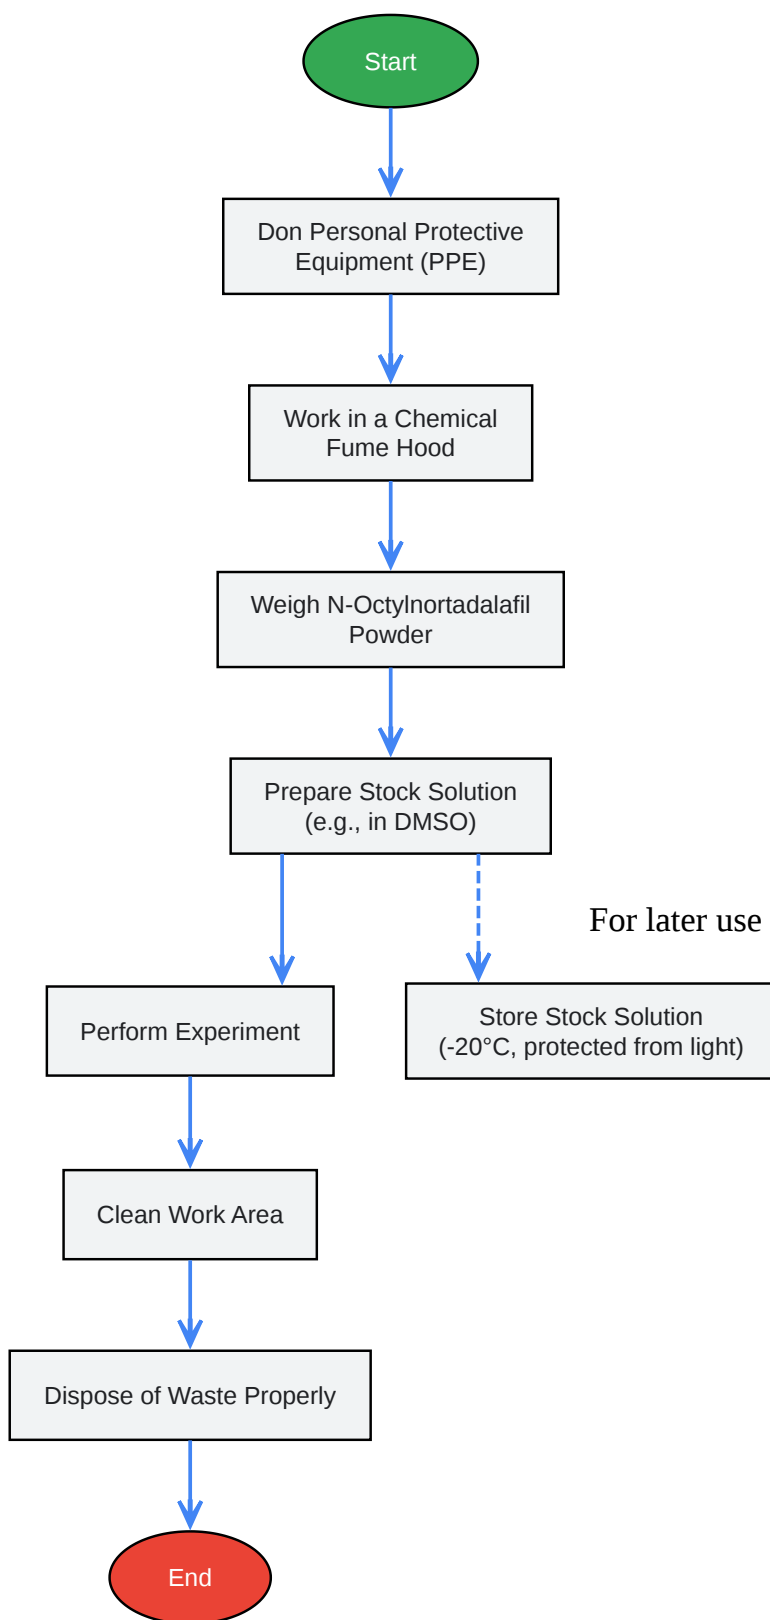 Start
Don Personal Protective
Equipment (PPE)
Work in a Chemical
Fume Hood
Weigh N-Octylnortadalafil
Powder
Prepare Stock Solution
(e.g., in DMSO)
For later use
Perform Experiment
Store Stock Solution
(-20°C, protected from light)
Clean Work Area
Dispose of Waste Properly
End